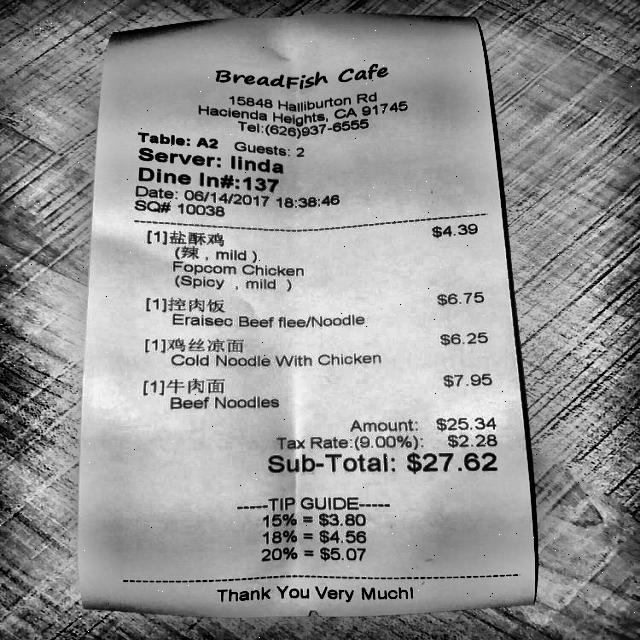 BreadFish Cafe
15848 Halliburton Rd
Hacienda Heights, CA 91745
Tel:(626)937-6555
Table: A2 Guests: 2
Server: linda
Dine In#:137
Date: 06/14/2017 18:38:46
SQ# 10038
[1]盐酥鸡 $4.39
(辣 , mild )
Fopcom Chicken
(Spicy , mild )
[1]控肉饭 $6.75
Eraisec Beef flee/Noodle
[1]鸡丝凉面 $6.25
Cold Noodle With Chicken
[1]牛肉面 $7.95
Beef Noodles
Amount: $25.34
Tax Rate:(9.00%): $2.28
Sub-Total: $27.62
-----TIP GUIDE-----
15% = $3.80
18% = $4.56
20% = $5.07
Thank You Very Much!